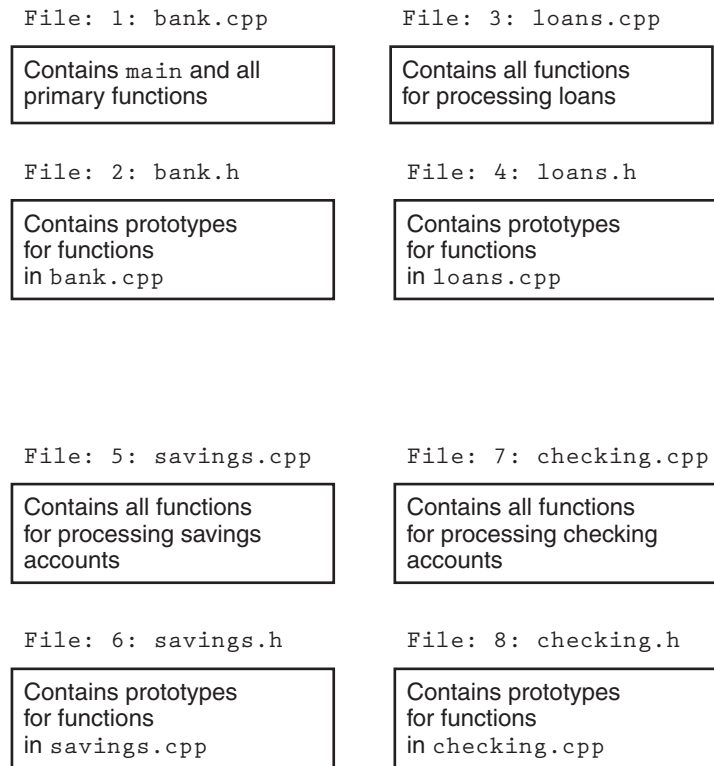 File: 1: bank.cpp
Contains main and all
primary functions
File: 2: bank.h
Contains prototypes
for functions
in bank.cpp
File: 3: loans.cpp
Contains all functions
for processing loans
File: 4: loans.h
Contains prototypes
for functions
in loans.cpp
File: 5: savings.cpp
Contains all functions
for processing savings
accounts
File: 6: savings.h
Contains prototypes
for functions
in savings.cpp
File: 7: checking.cpp
Contains all functions
for processing checking
accounts
File: 8: checking.h
Contains prototypes
for functions
in checking.cpp